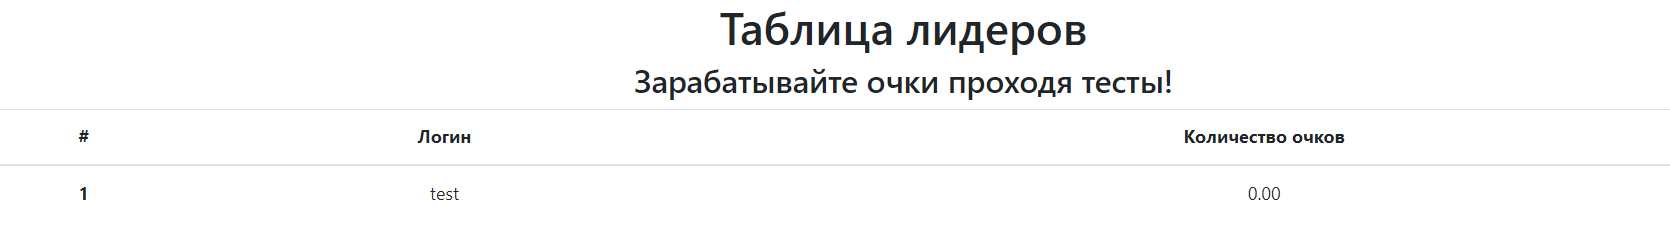 Таблица лидеров
Зарабатывайте очки проходя тесты!
# Логин Количество очков
1 test 0.00